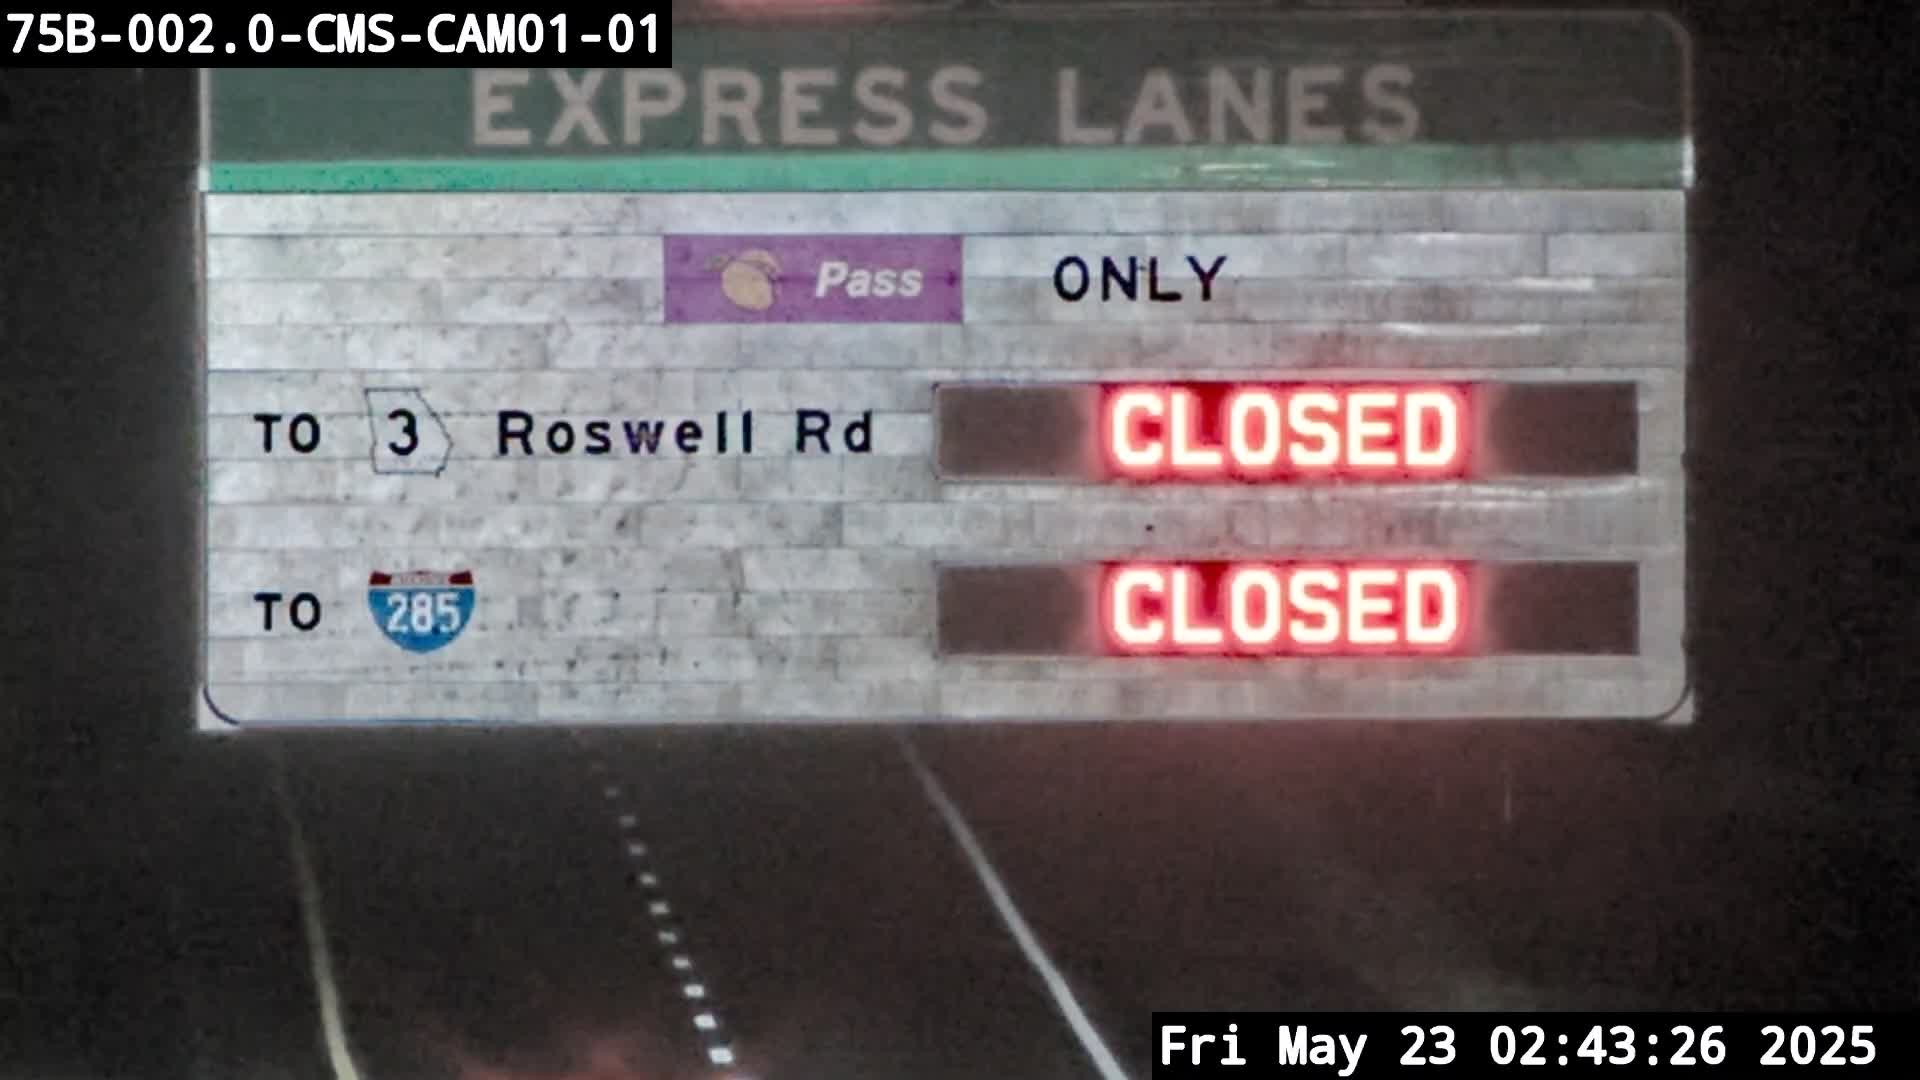 75B-002.0-CMS-CAM01-01
EXPRESS LANES
Pass ONLY
TO 3 Roswell Rd CLOSED
TO 285 CLOSED
Fri May 23 02:43:26 2025